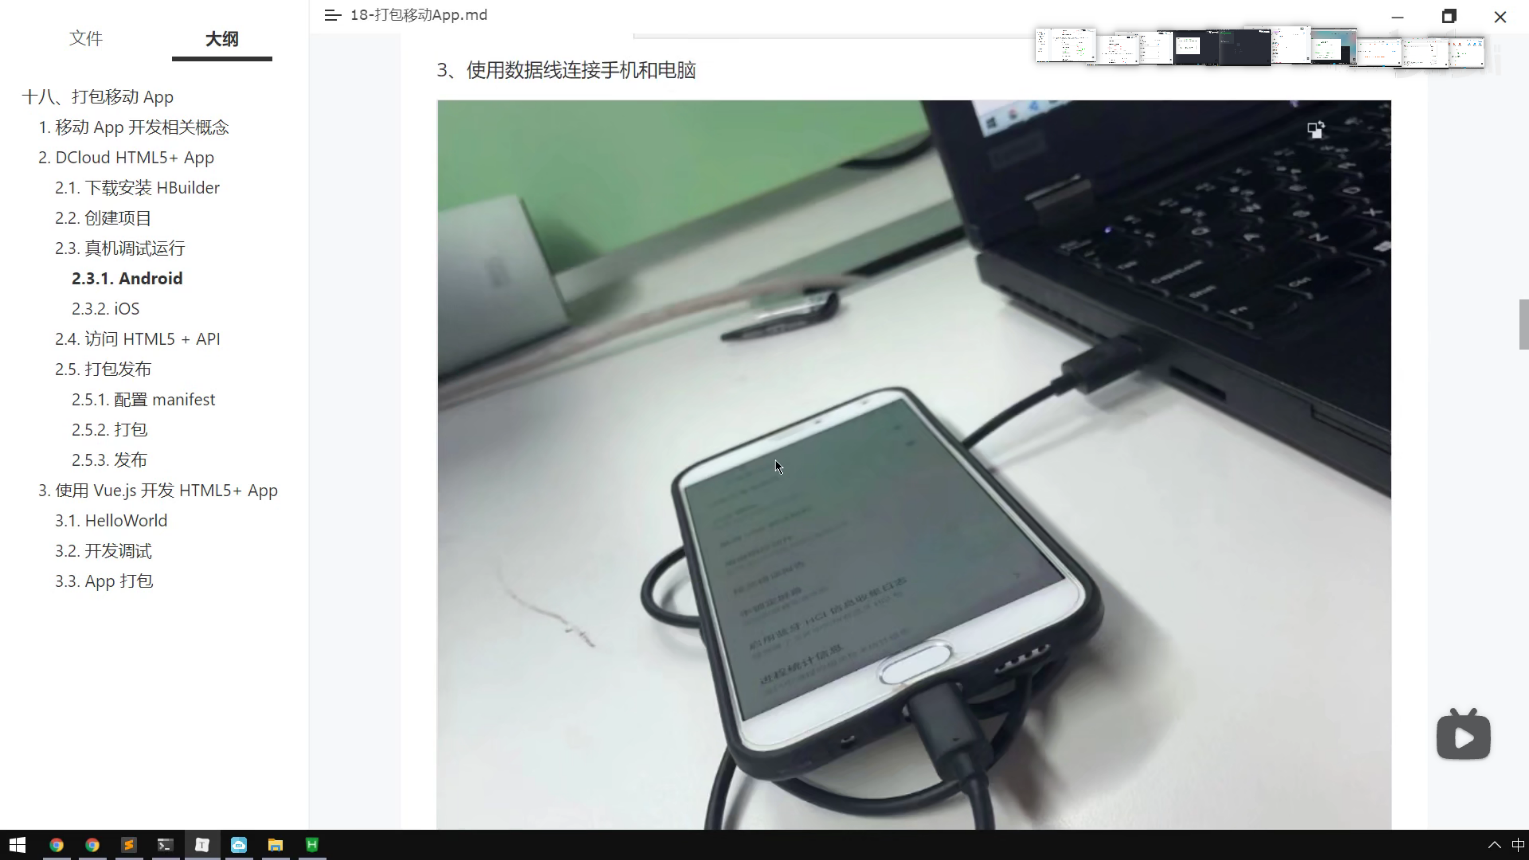 文件
大纲
18-打包移动App.md
十八、打包移动 App
1. 移动 App 开发相关概念
2. DCloud HTML5+ App
2.1. 下载安装 HBuilder
2.2. 创建项目
2.3. 真机调试运行
2.3.1. Android
2.3.2. iOS
2.4. 访问 HTML5 + API
2.5. 打包发布
2.5.1. 配置 manifest
2.5.2. 打包
2.5.3. 发布
3. 使用 Vue.js 开发 HTML5+ App
3.1. HelloWorld
3.2. 开发调试
3.3. App 打包
3、使用数据线连接手机和电脑
进程统计信息
中